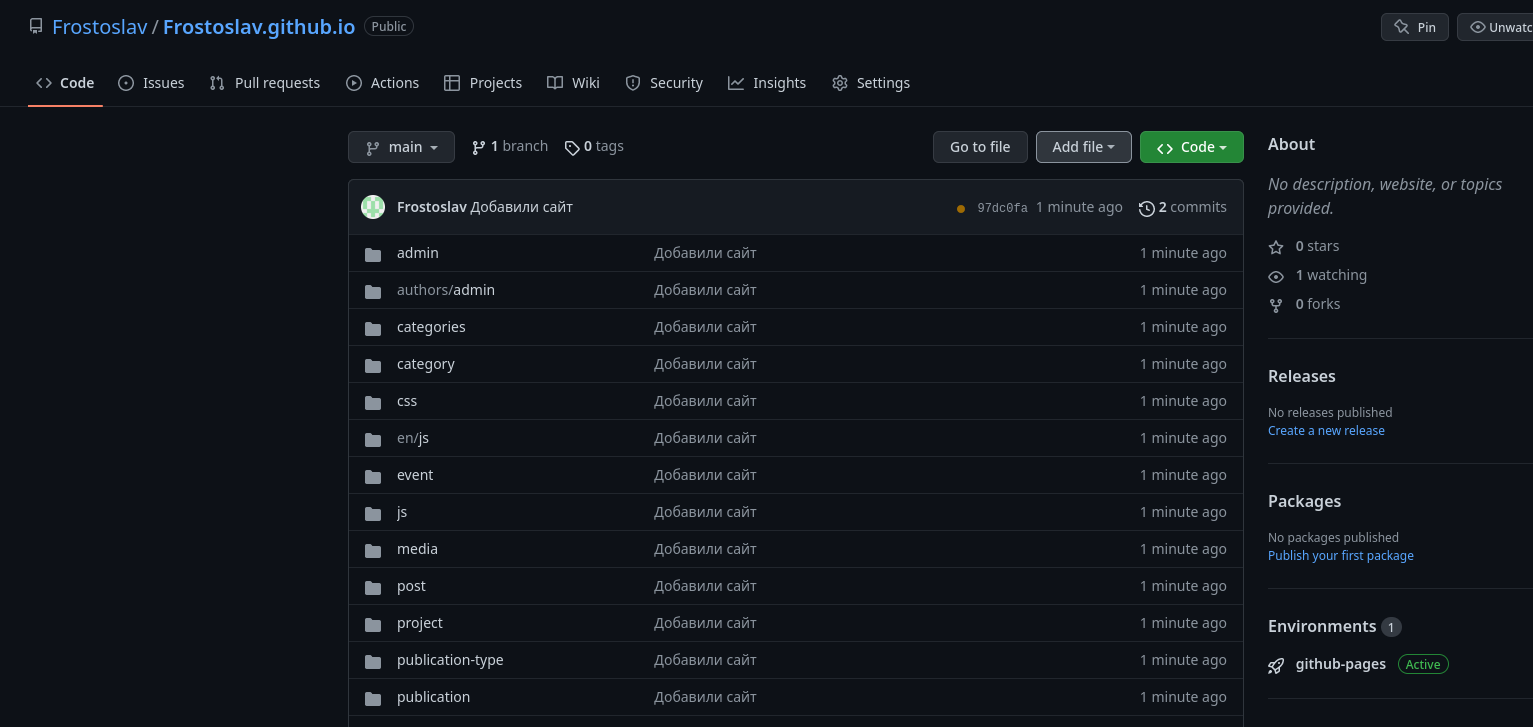 Frostoslav / Frostoslav.github.io Public Pin Unwatc
Code Issues Pull requests Actions Projects Wiki Security Insights Settings
main 1 branch 0 tags Go to file Add file Code
Frostoslav Добавили сайт 97dc0fa 1 minute ago 2 commits
admin Добавили сайт 1 minute ago
authors/admin Добавили сайт 1 minute ago
categories Добавили сайт 1 minute ago
category Добавили сайт 1 minute ago
css Добавили сайт 1 minute ago
en/js Добавили сайт 1 minute ago
event Добавили сайт 1 minute ago
js Добавили сайт 1 minute ago
media Добавили сайт 1 minute ago
post Добавили сайт 1 minute ago
project Добавили сайт 1 minute ago
publication-type Добавили сайт 1 minute ago
publication Добавили сайт 1 minute ago
About
No description, website, or topics
provided.
0 stars
1 watching
0 forks
Releases
No releases published
Create a new release
Packages
No packages published
Publish your first package
Environments 1
github-pages Active